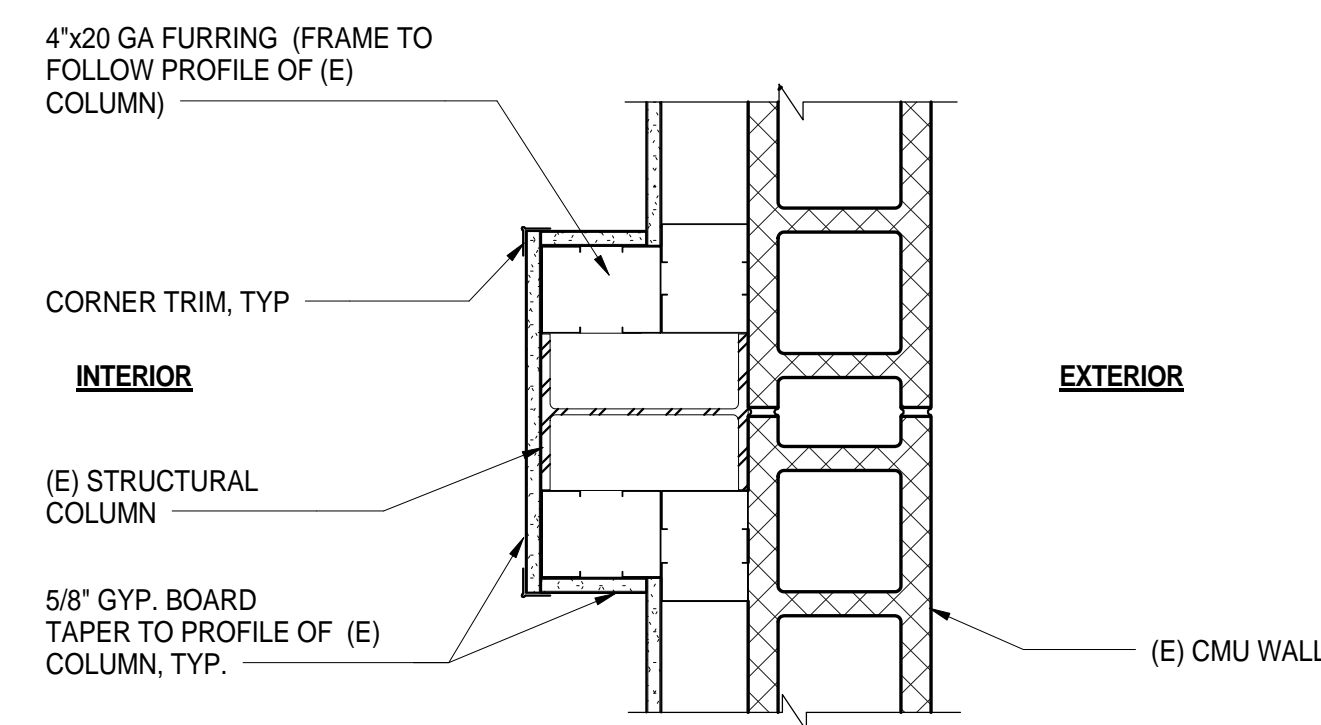 4"x20 GA FURRING (FRAME TO
FOLLOW PROFILE OF (E)
COLUMN)
CORNER TRIM, TYP
INTERIOR
EXTERIOR
(E) STRUCTURAL
COLUMN
5/8" GYP. BOARD
TAPER TO PROFILE OF (E)
COLUMN, TYP.
(E) CMU WALL